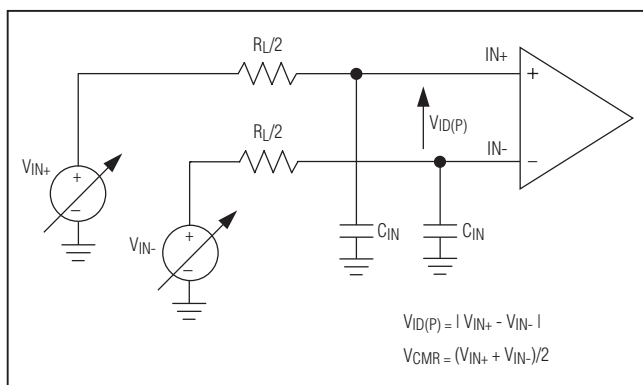 RL/2
IN+
+
RL/2
VID(P)
IN-
−
VIN+
+
−
VIN-
+
−
CIN
CIN
VID(P) = | VIN+ - VIN- |
VCMR = (VIN+ + VIN-)/2